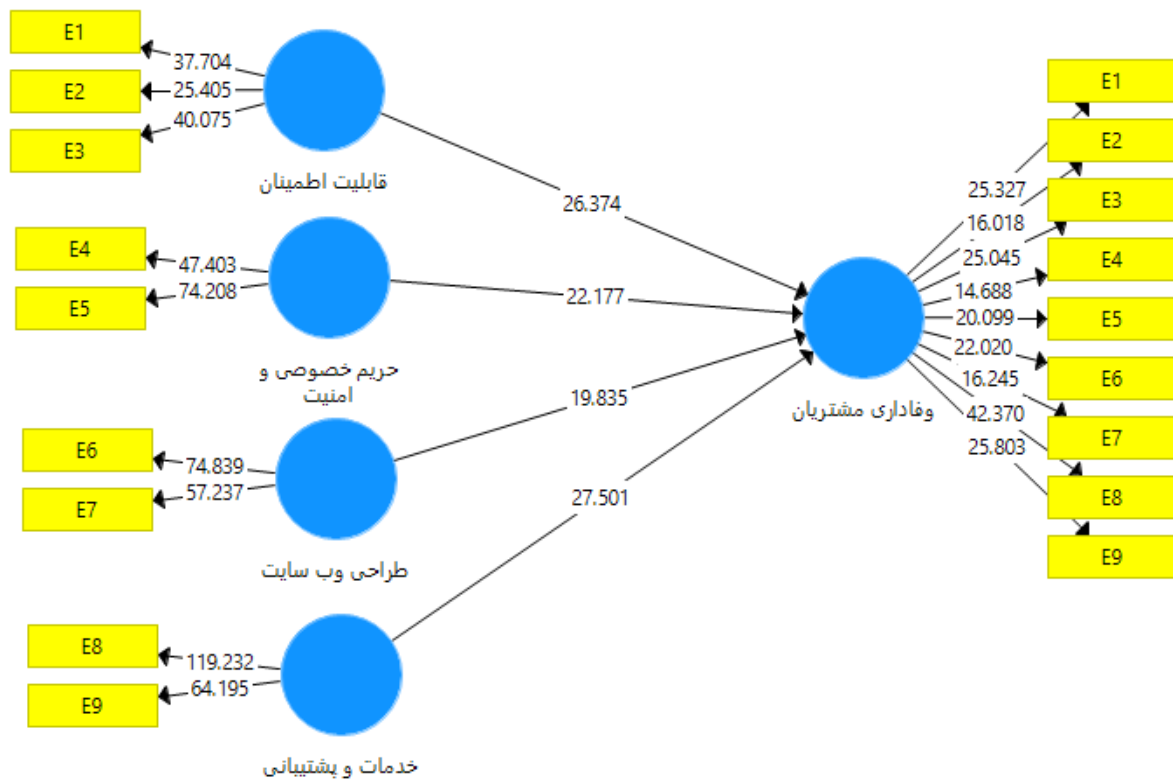 E1
E2
E3
37.704
25.405
40.075
قابلیت اطمینان
E4
E5
47.403
74.208
حریم خصوصی و
امنیت
E6
E7
74.839
57.237
طراحی وب سایت
E8
E9
119.232
64.195
خدمات و پشتیبانی
26.374
22.177
19.835
27.501
وفاداری مشتریان
25.327
16.018
25.045
14.688
20.099
22.020
16.245
42.370
25.803
E1
E2
E3
E4
E5
E6
E7
E8
E9